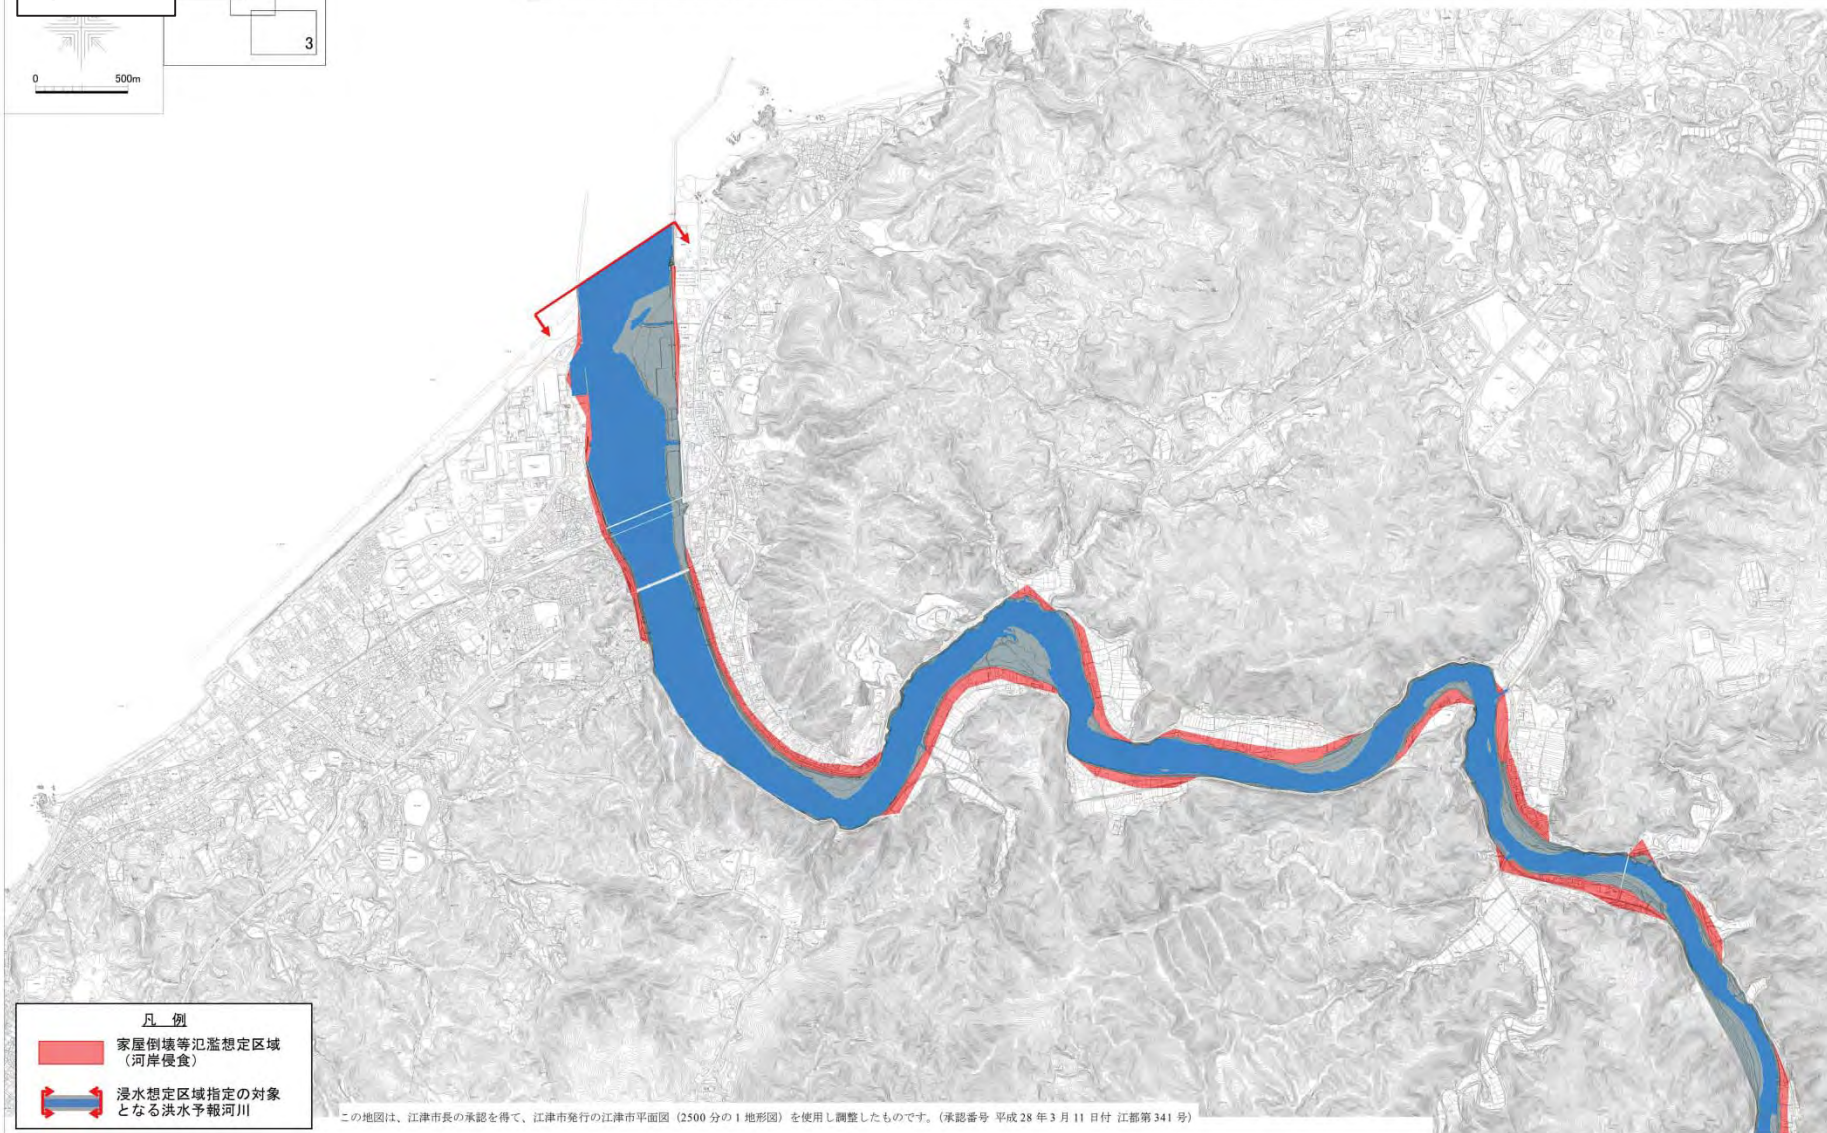 3
0 500m
凡 例
家屋倒壊等氾濫想定区域
（河岸侵食）
浸水想定区域指定の対象
となる洪水予報河川
この地図は、江津市長の承認を得て、江津市発行の江津市平面図（2500 分の 1 地形図）を使用し調整したものです。（承認番号 平成 28 年 3 月 11 日付 江都第 341 号）